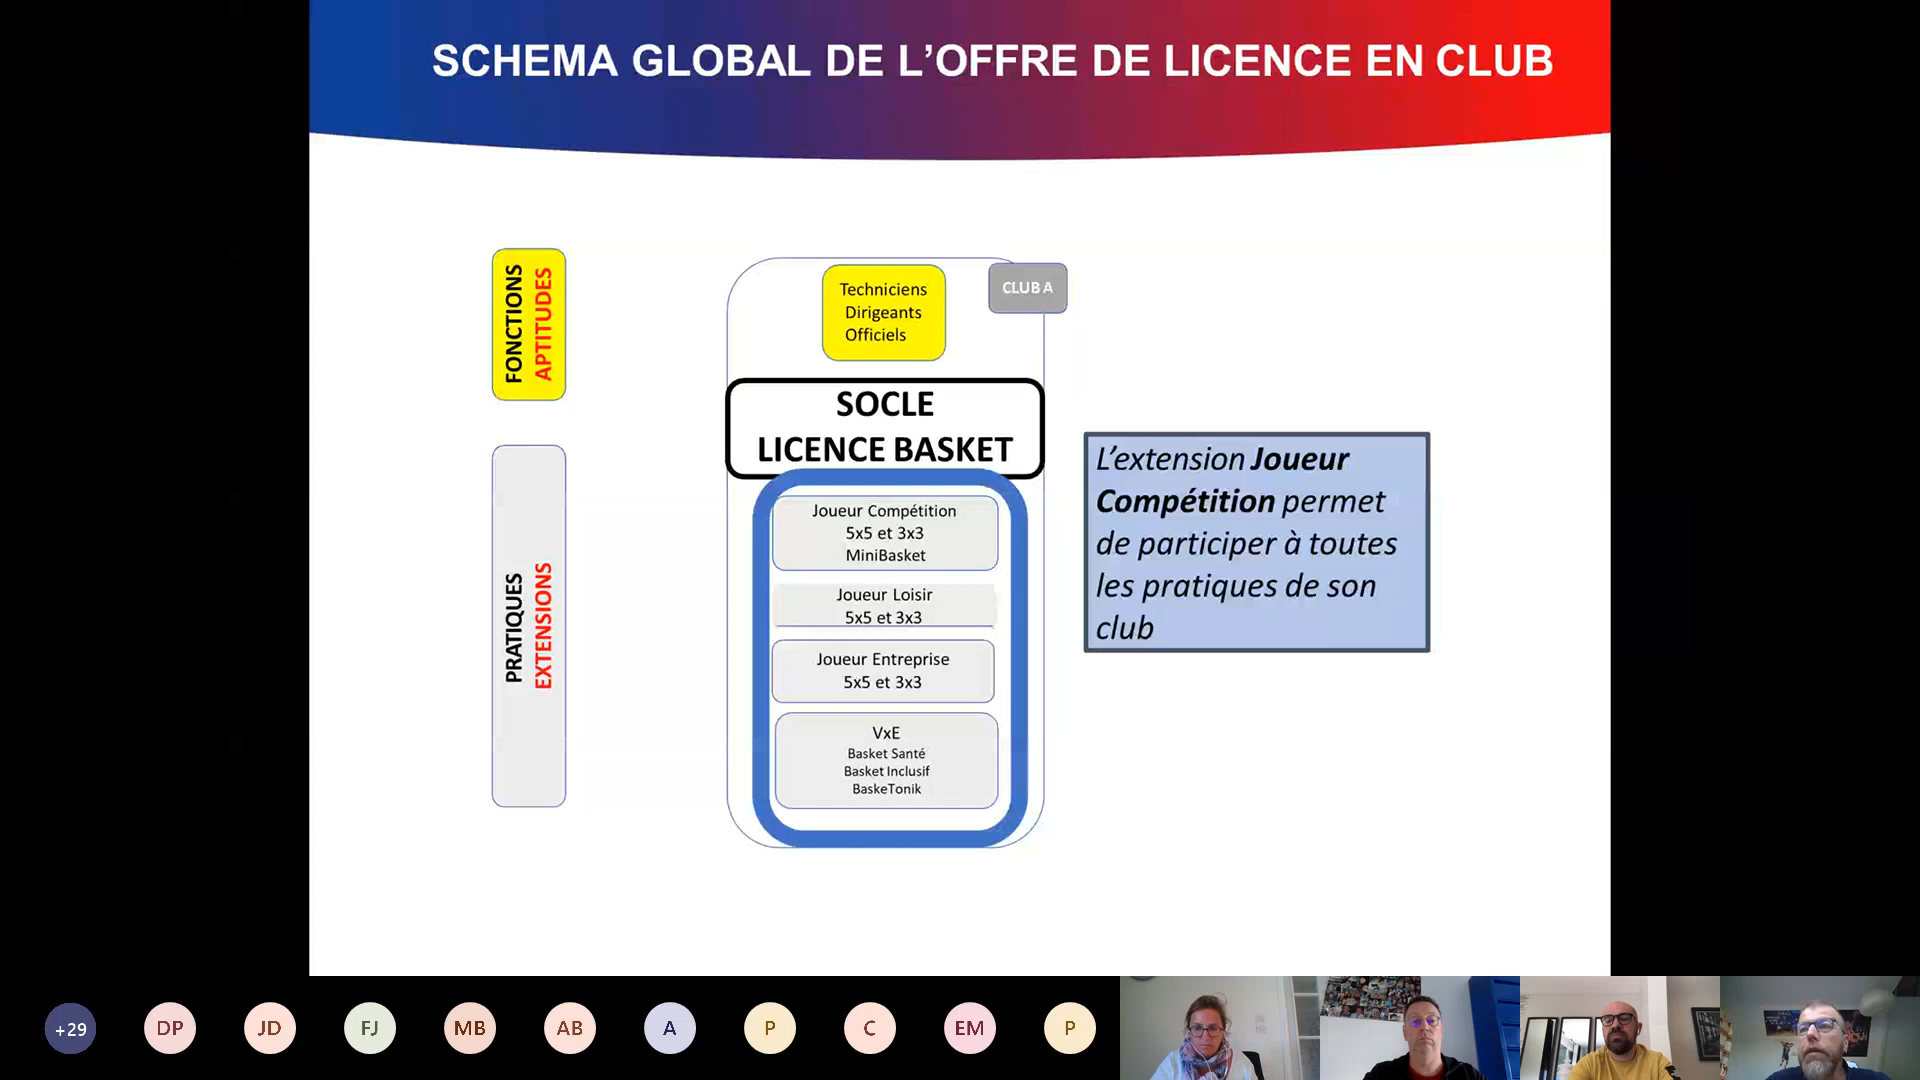 SCHEMA GLOBAL DE L’OFFRE DE LICENCE EN CLUB
FONCTIONS
APTITUDES
Techniciens
Dirigeants
Officiels
CLUB A
SOCLE
LICENCE BASKET
PRATIQUES
EXTENSIONS
Joueur Compétition
5x5 et 3x3
MiniBasket
Joueur Loisir
5x5 et 3x3
Joueur Entreprise
5x5 et 3x3
VxE
Basket Santé
Basket Inclusif
BaskeTonik
L’extension Joueur
Compétition permet
de participer à toutes
les pratiques de son
club
+29
DP
JD
FJ
MB
AB
A
P
C
EM
P